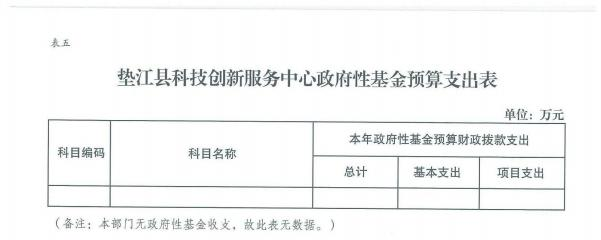 表五
垫江县科技创新服务中心政府性基金预算支出表
单位：万元
科目编码 科目名称 本年政府性基金预算财政拨款支出
总计 基本支出 项目支出
（备注：本部门无政府性基金收支，故此表无数据。）